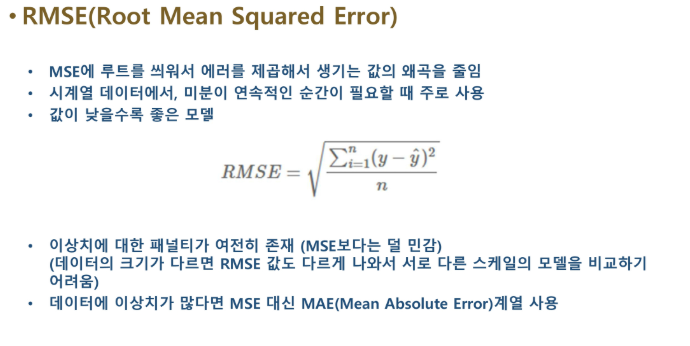 • RMSE(Root Mean Squared Error)
• MSE에 루트를 씌워서 에러를 제곱해서 생기는 값의 왜곡을 줄임
• 시계열 데이터에서, 미분이 연속적인 순간이 필요할 때 주로 사용
• 값이 낮을수록 좋은 모델
RMSE = √(∑ⁿᵢ₌₁(y − ŷ)² / n)
• 이상치에 대한 패널티가 여전히 존재 (MSE보다는 덜 민감)
(데이터의 크기가 다르면 RMSE 값도 다르게 나와서 서로 다른 스케일의 모델을 비교하기
어려움)
• 데이터에 이상치가 많다면 MSE 대신 MAE(Mean Absolute Error)계열 사용